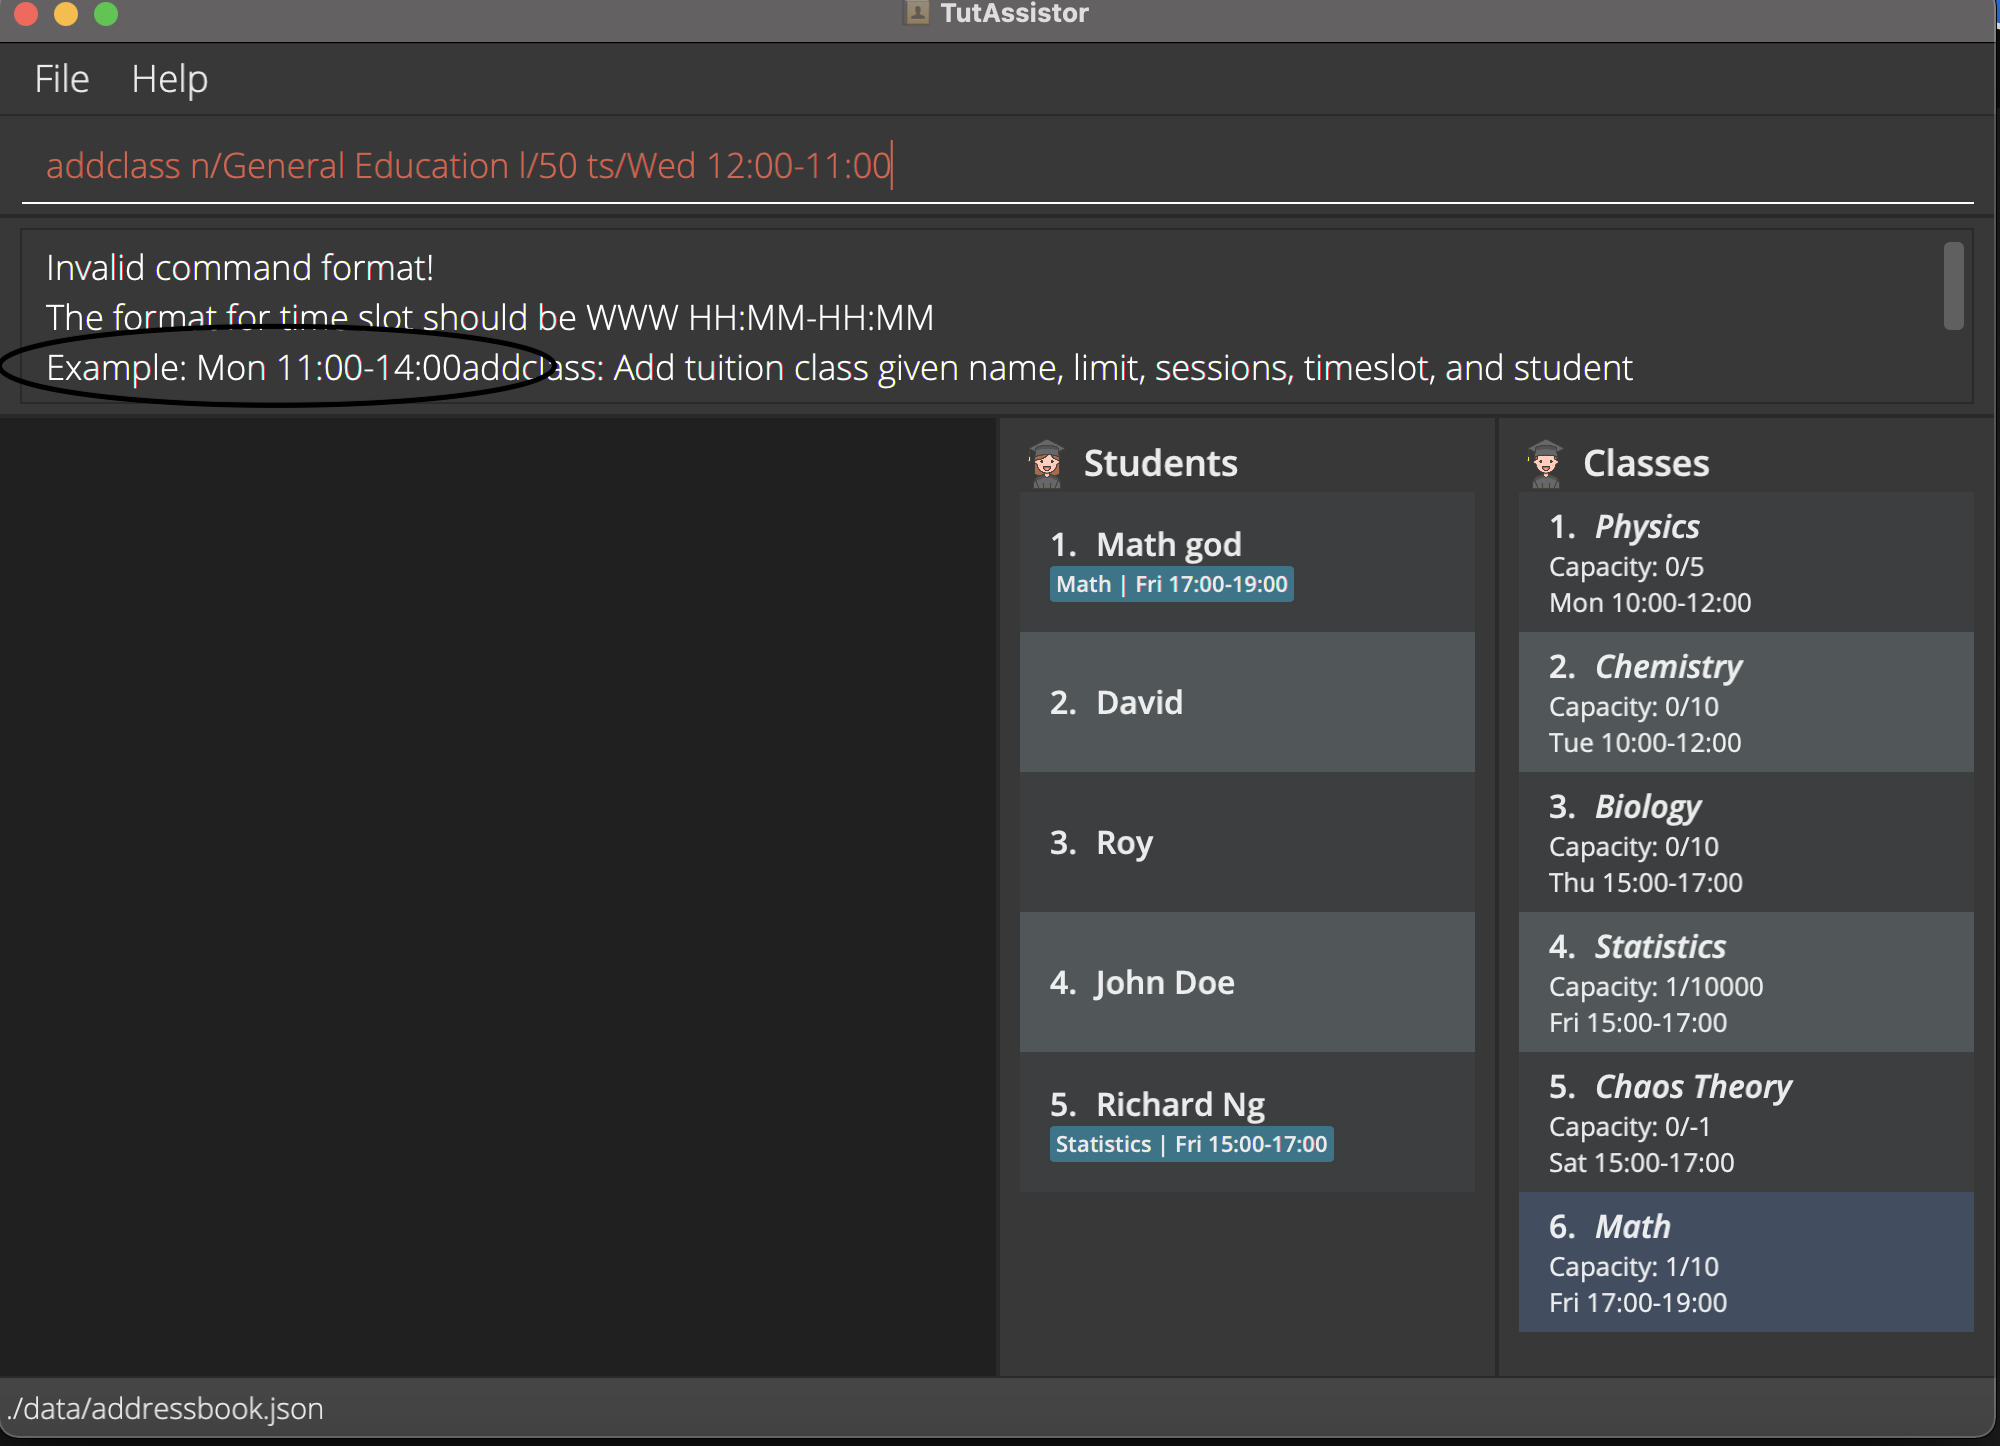 TutAssistor
File Help
addclass n/General Education l/50 ts/Wed 12:00-11:00
Invalid command format!
The format for time slot should be WWW HH:MM-HH:MM
Example: Mon 11:00-14:00addclass: Add tuition class given name, limit, sessions, timeslot, and student
Students
1. Math god
Math | Fri 17:00-19:00
2. David
3. Roy
4. John Doe
5. Richard Ng
Statistics | Fri 15:00-17:00
Classes
1. Physics
Capacity: 0/5
Mon 10:00-12:00
2. Chemistry
Capacity: 0/10
Tue 10:00-12:00
3. Biology
Capacity: 0/10
Thu 15:00-17:00
4. Statistics
Capacity: 1/10000
Fri 15:00-17:00
5. Chaos Theory
Capacity: 0/-1
Sat 15:00-17:00
6. Math
Capacity: 1/10
Fri 17:00-19:00
./data/addressbook.json